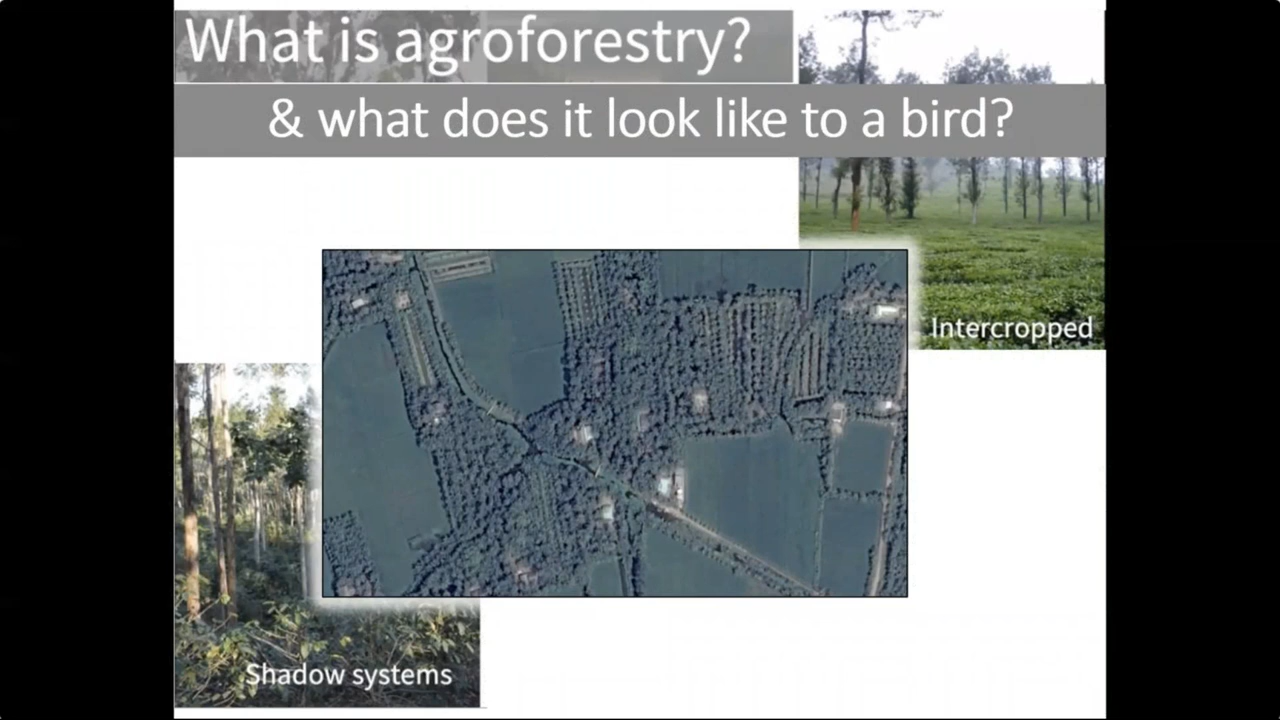 What is agroforestry?
& what does it look like to a bird?
Intercropped
Shadow systems